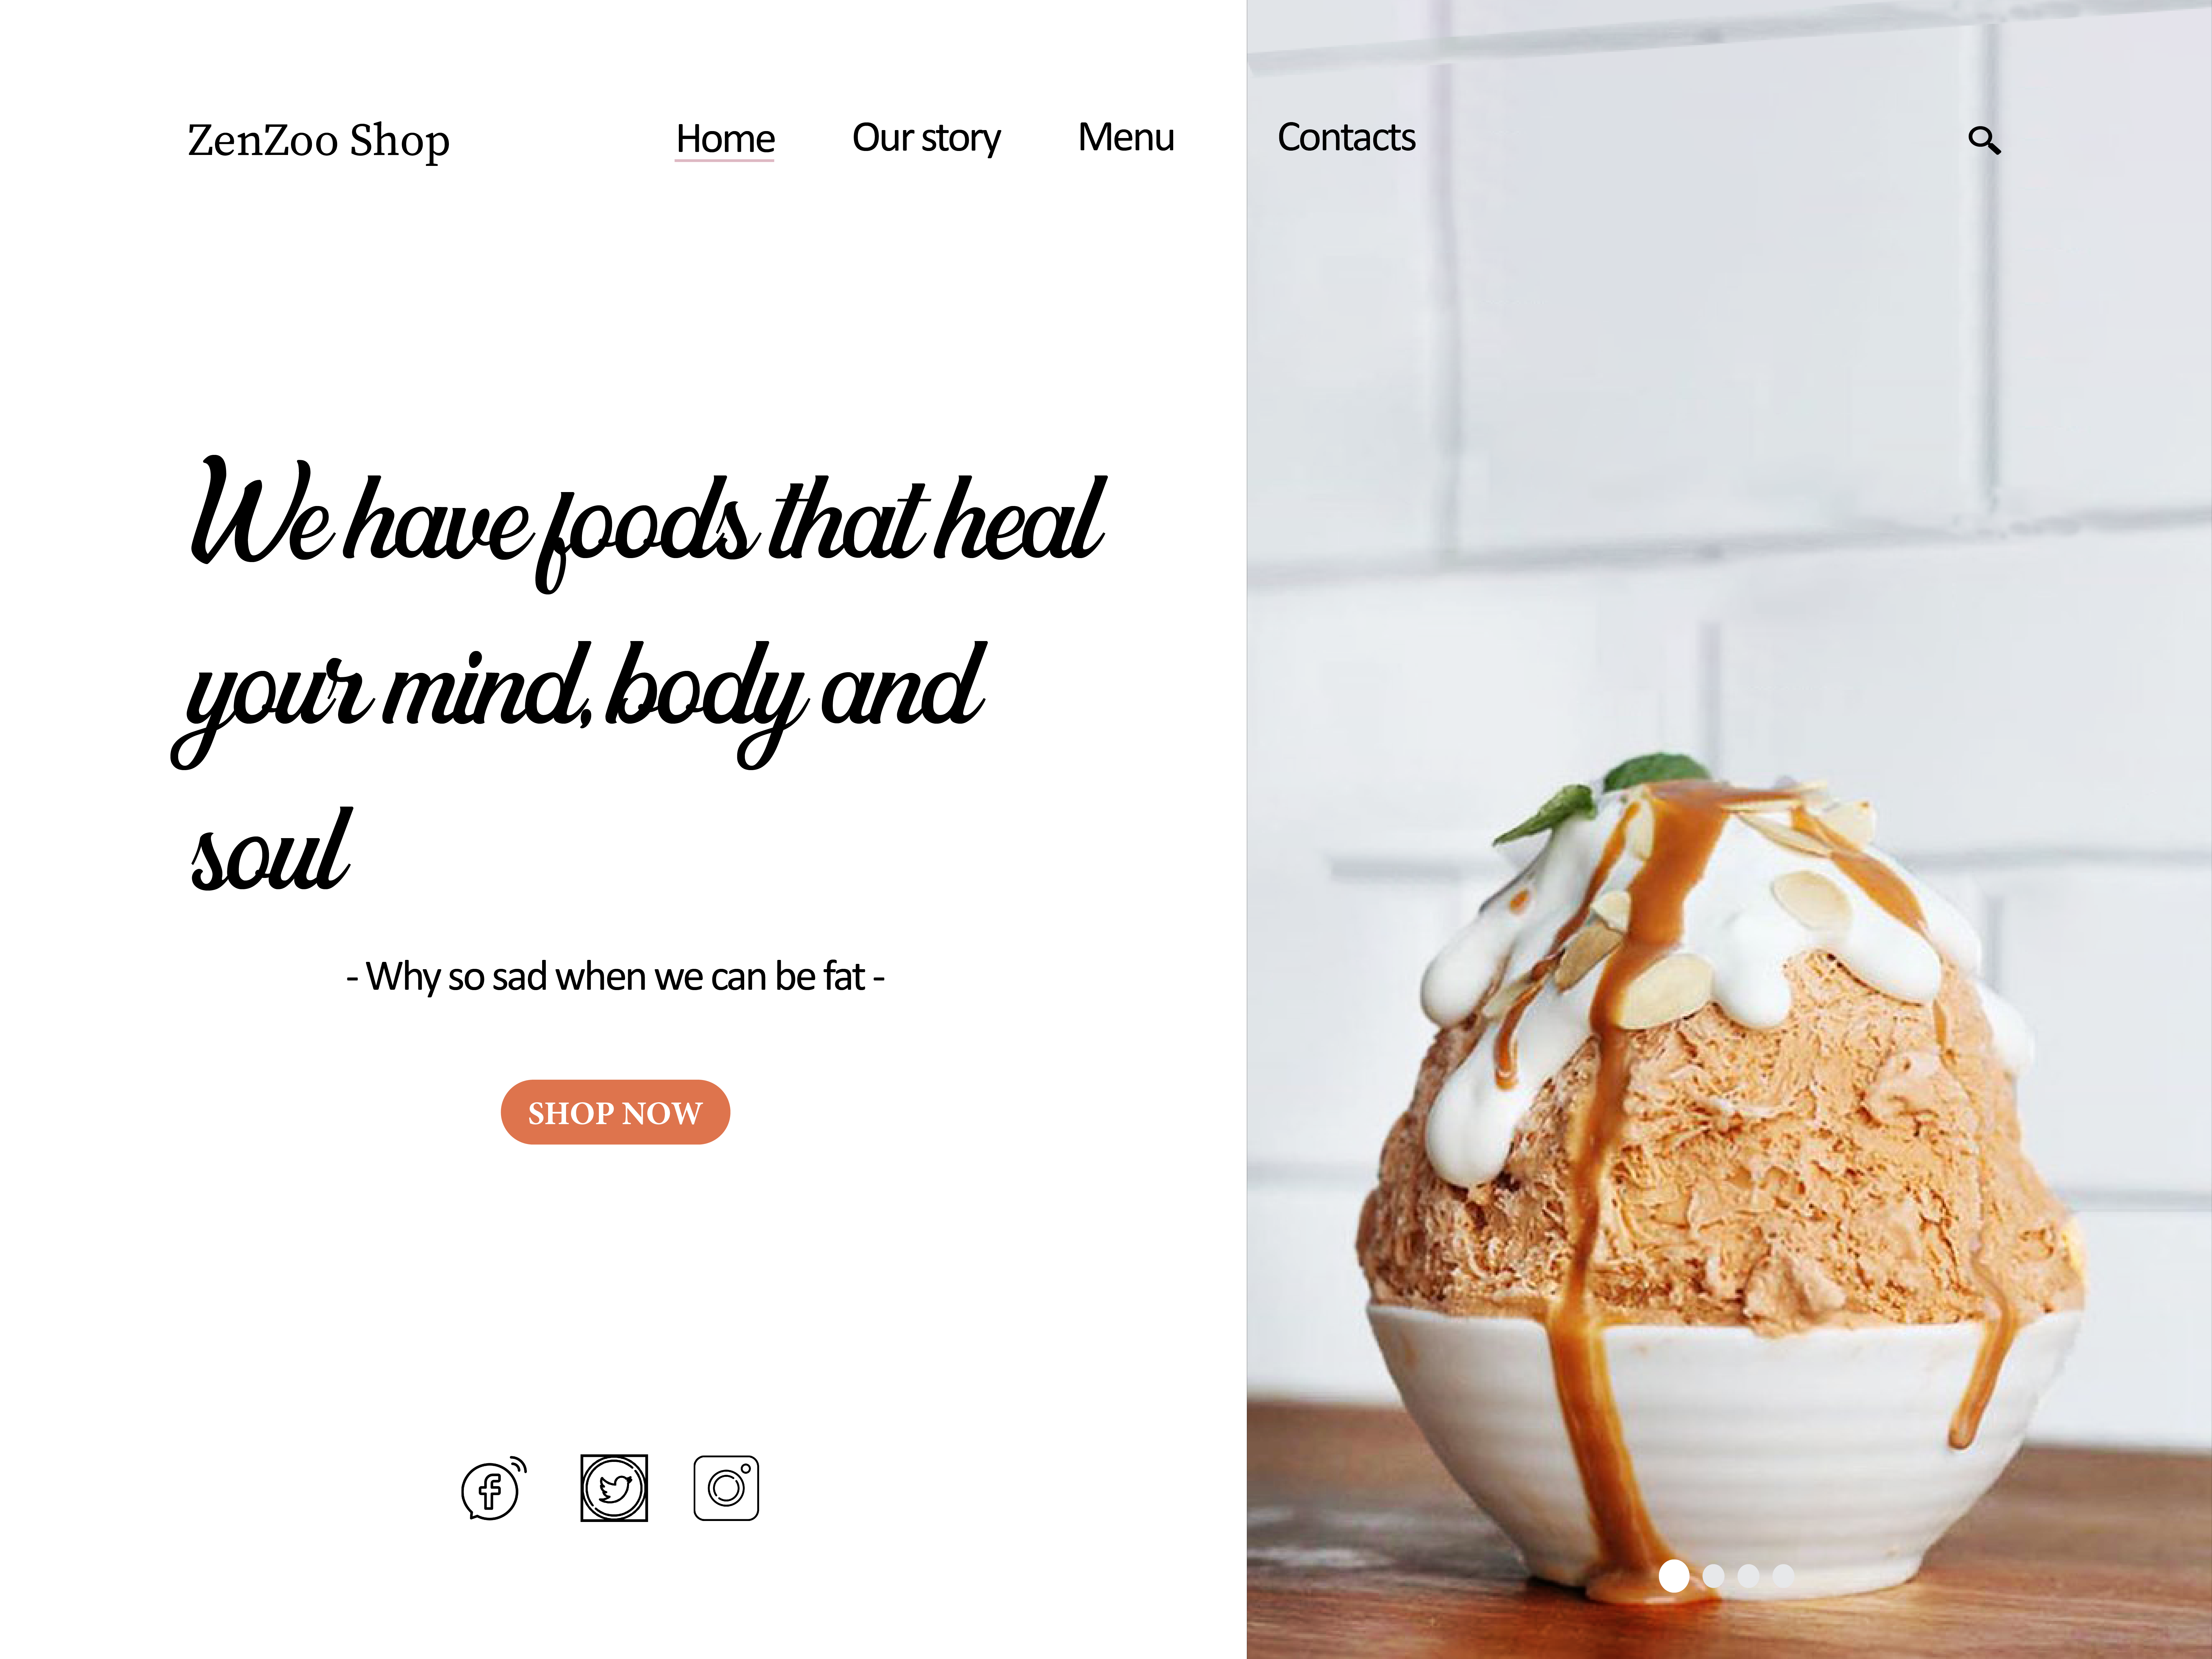 ZenZoo Shop Home Our story Menu Contacts
We have foods that heal
your mind, body and
soul
- Why so sad when we can be fat -
SHOP NOW